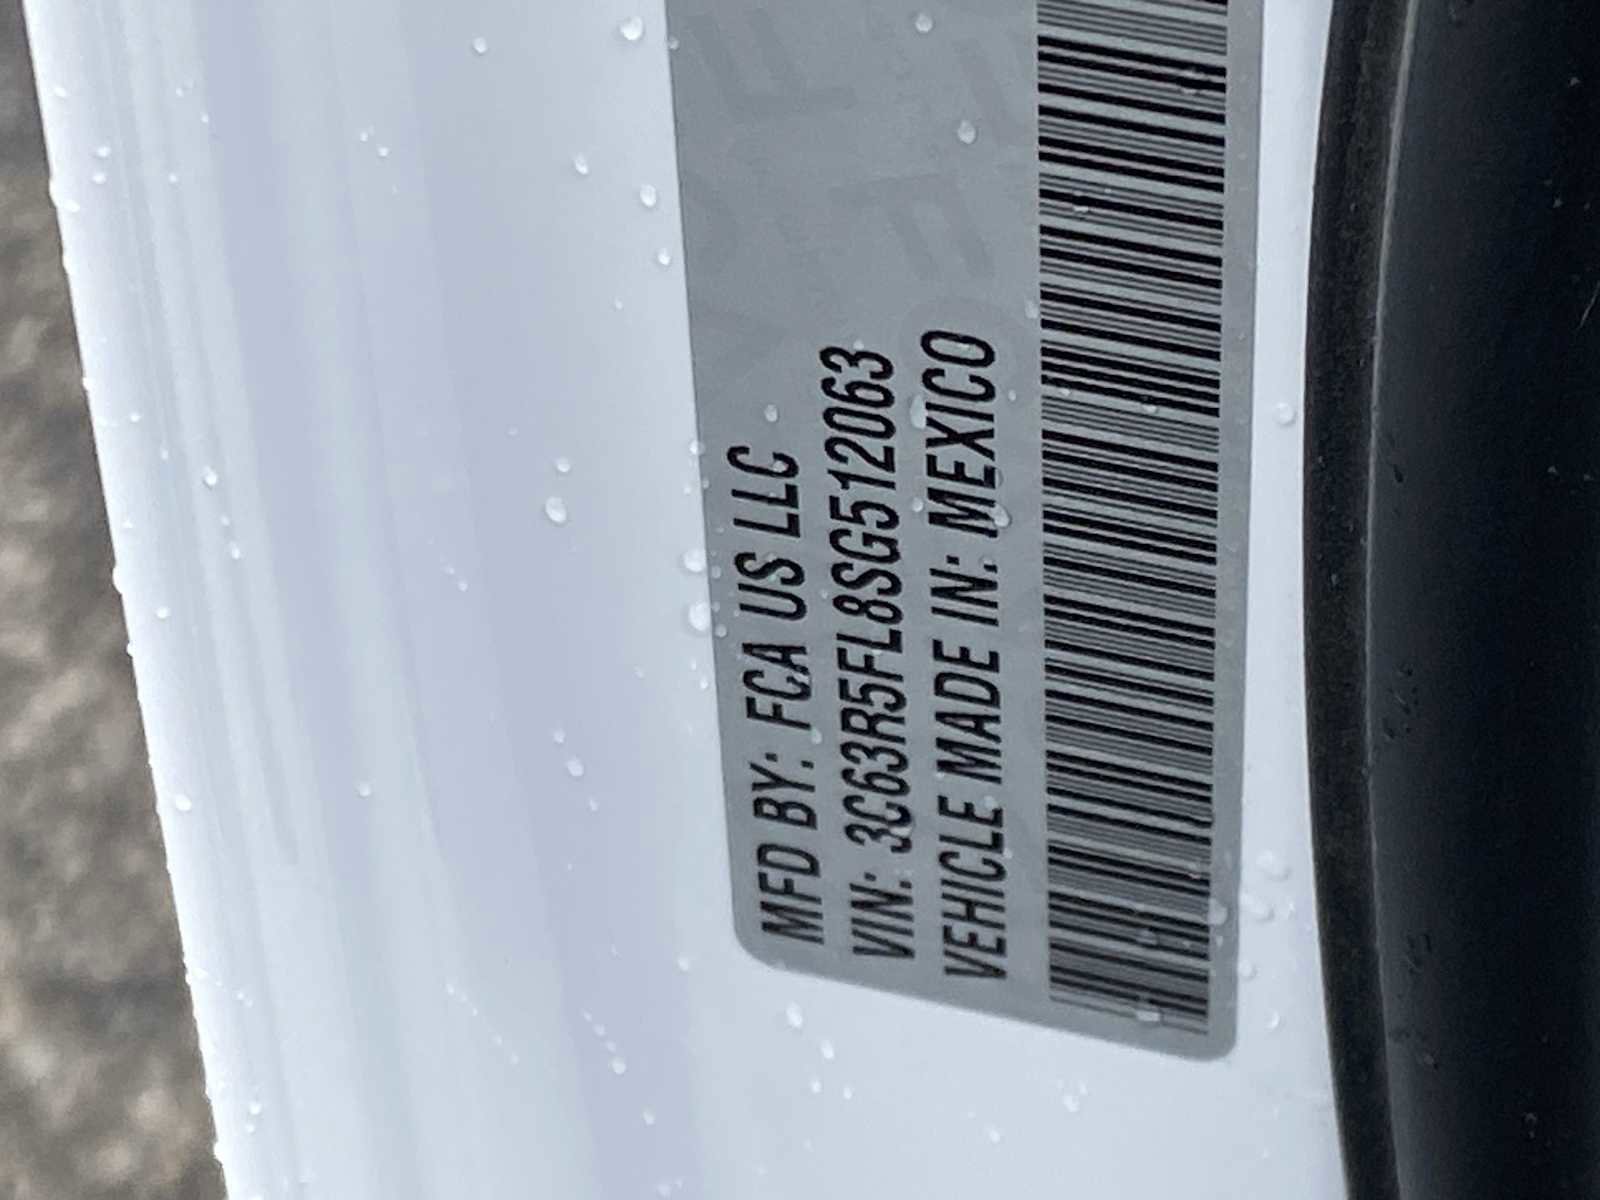 MFD BY: FCA US LLC
VIN: 3C63R5FL8SG512063
VEHICLE MADE IN: MEXICO